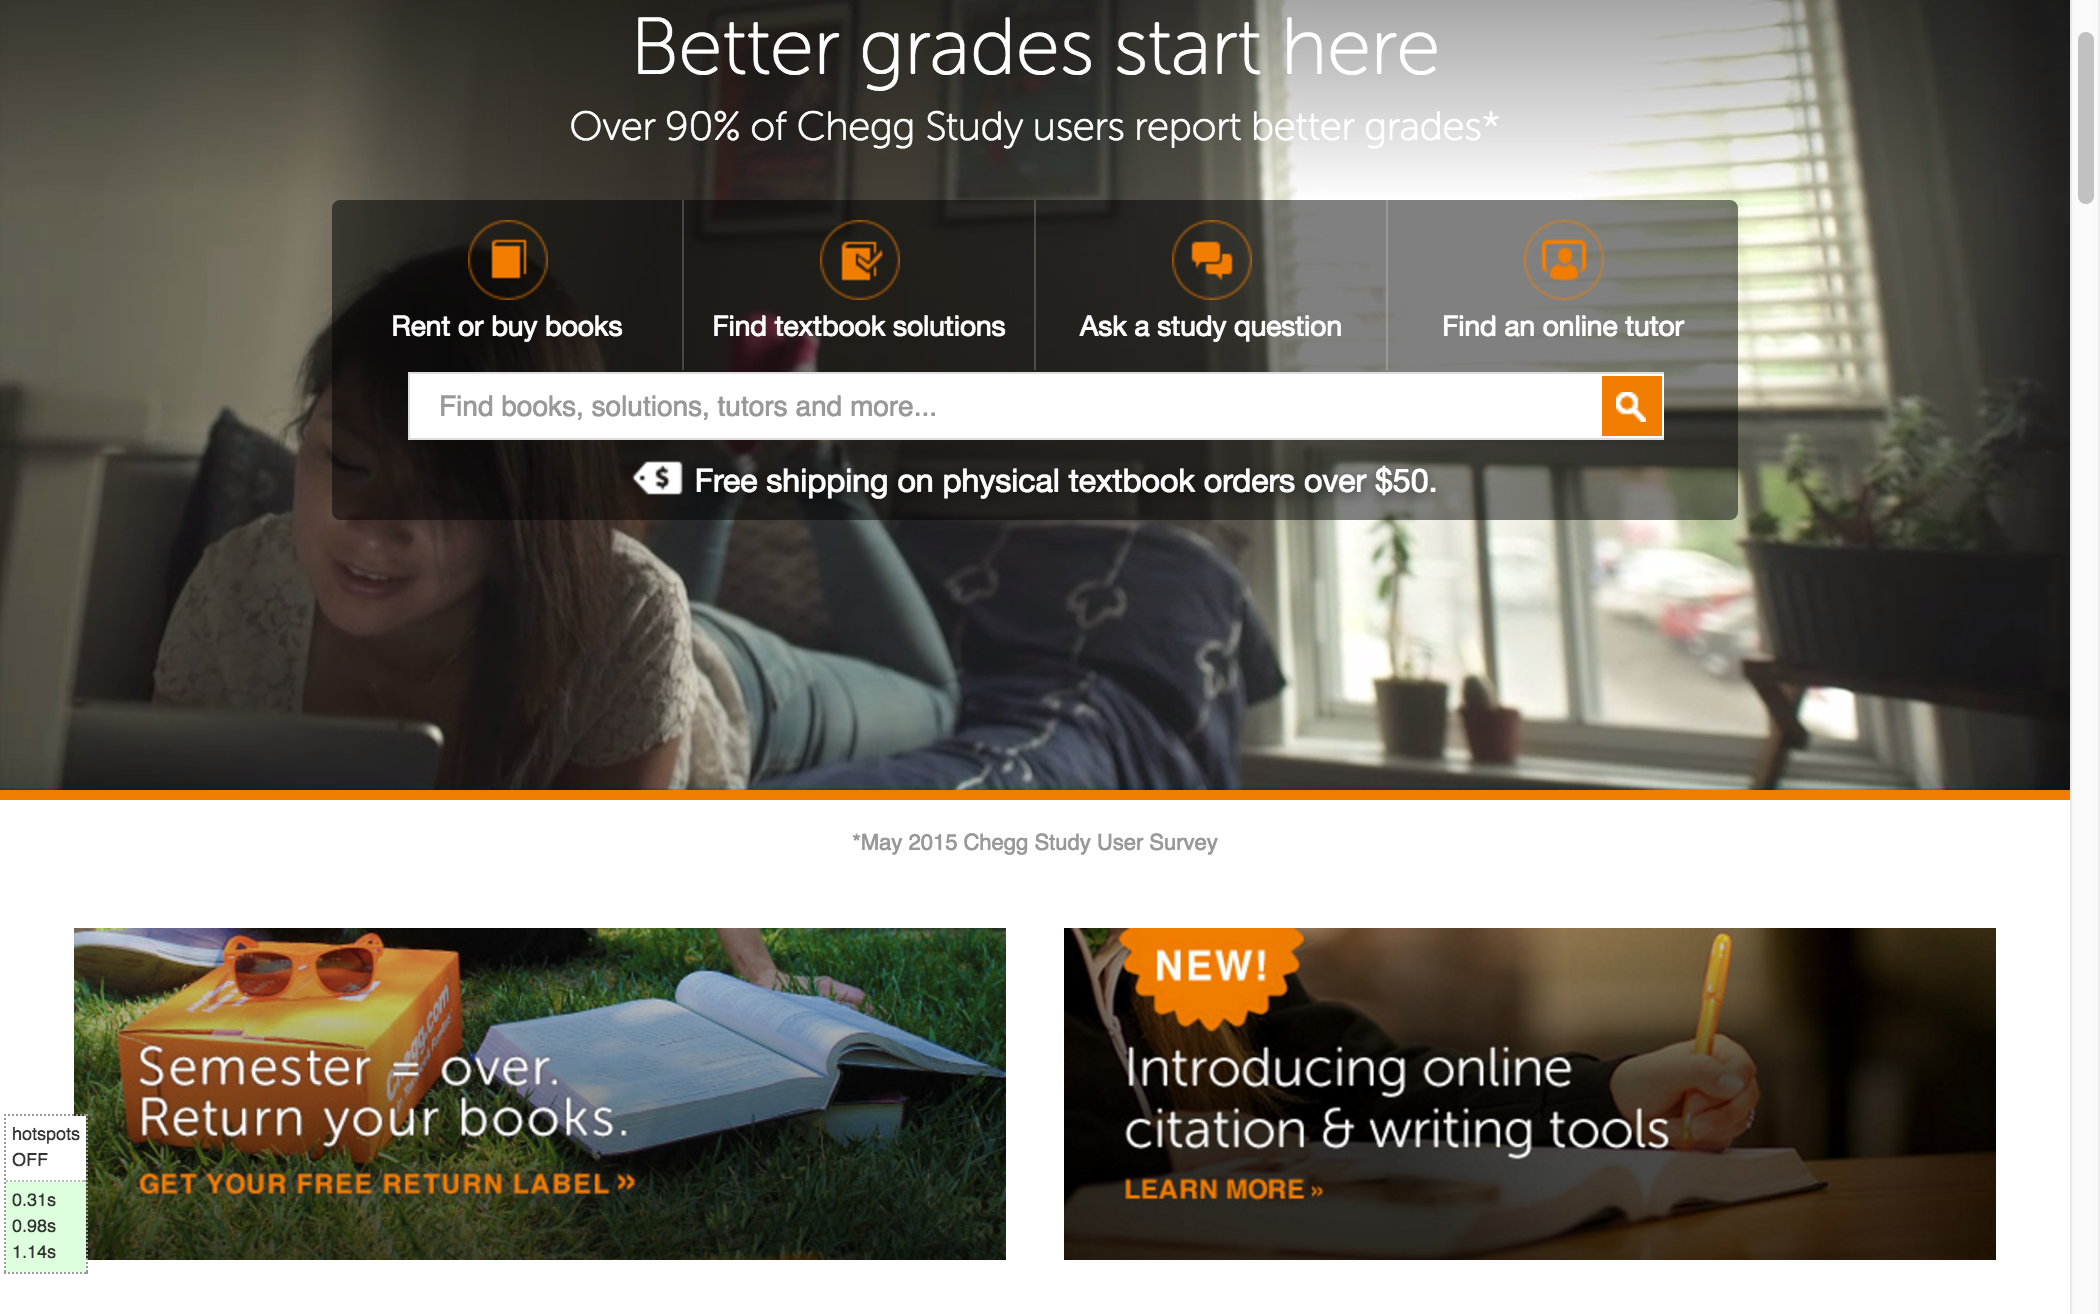 Better grades start here
Over 90% of Chegg Study users report better grades*
Rent or buy books
Find textbook solutions
Ask a study question
Find an online tutor
Find books, solutions, tutors and more...
$ Free shipping on physical textbook orders over $50.
*May 2015 Chegg Study User Survey
Chegg.com
Semester = over.
Return your books.
GET YOUR FREE RETURN LABEL »
NEW!
Introducing online
citation & writing tools
LEARN MORE »
hotspots
OFF
0.31s
0.98s
1.14s